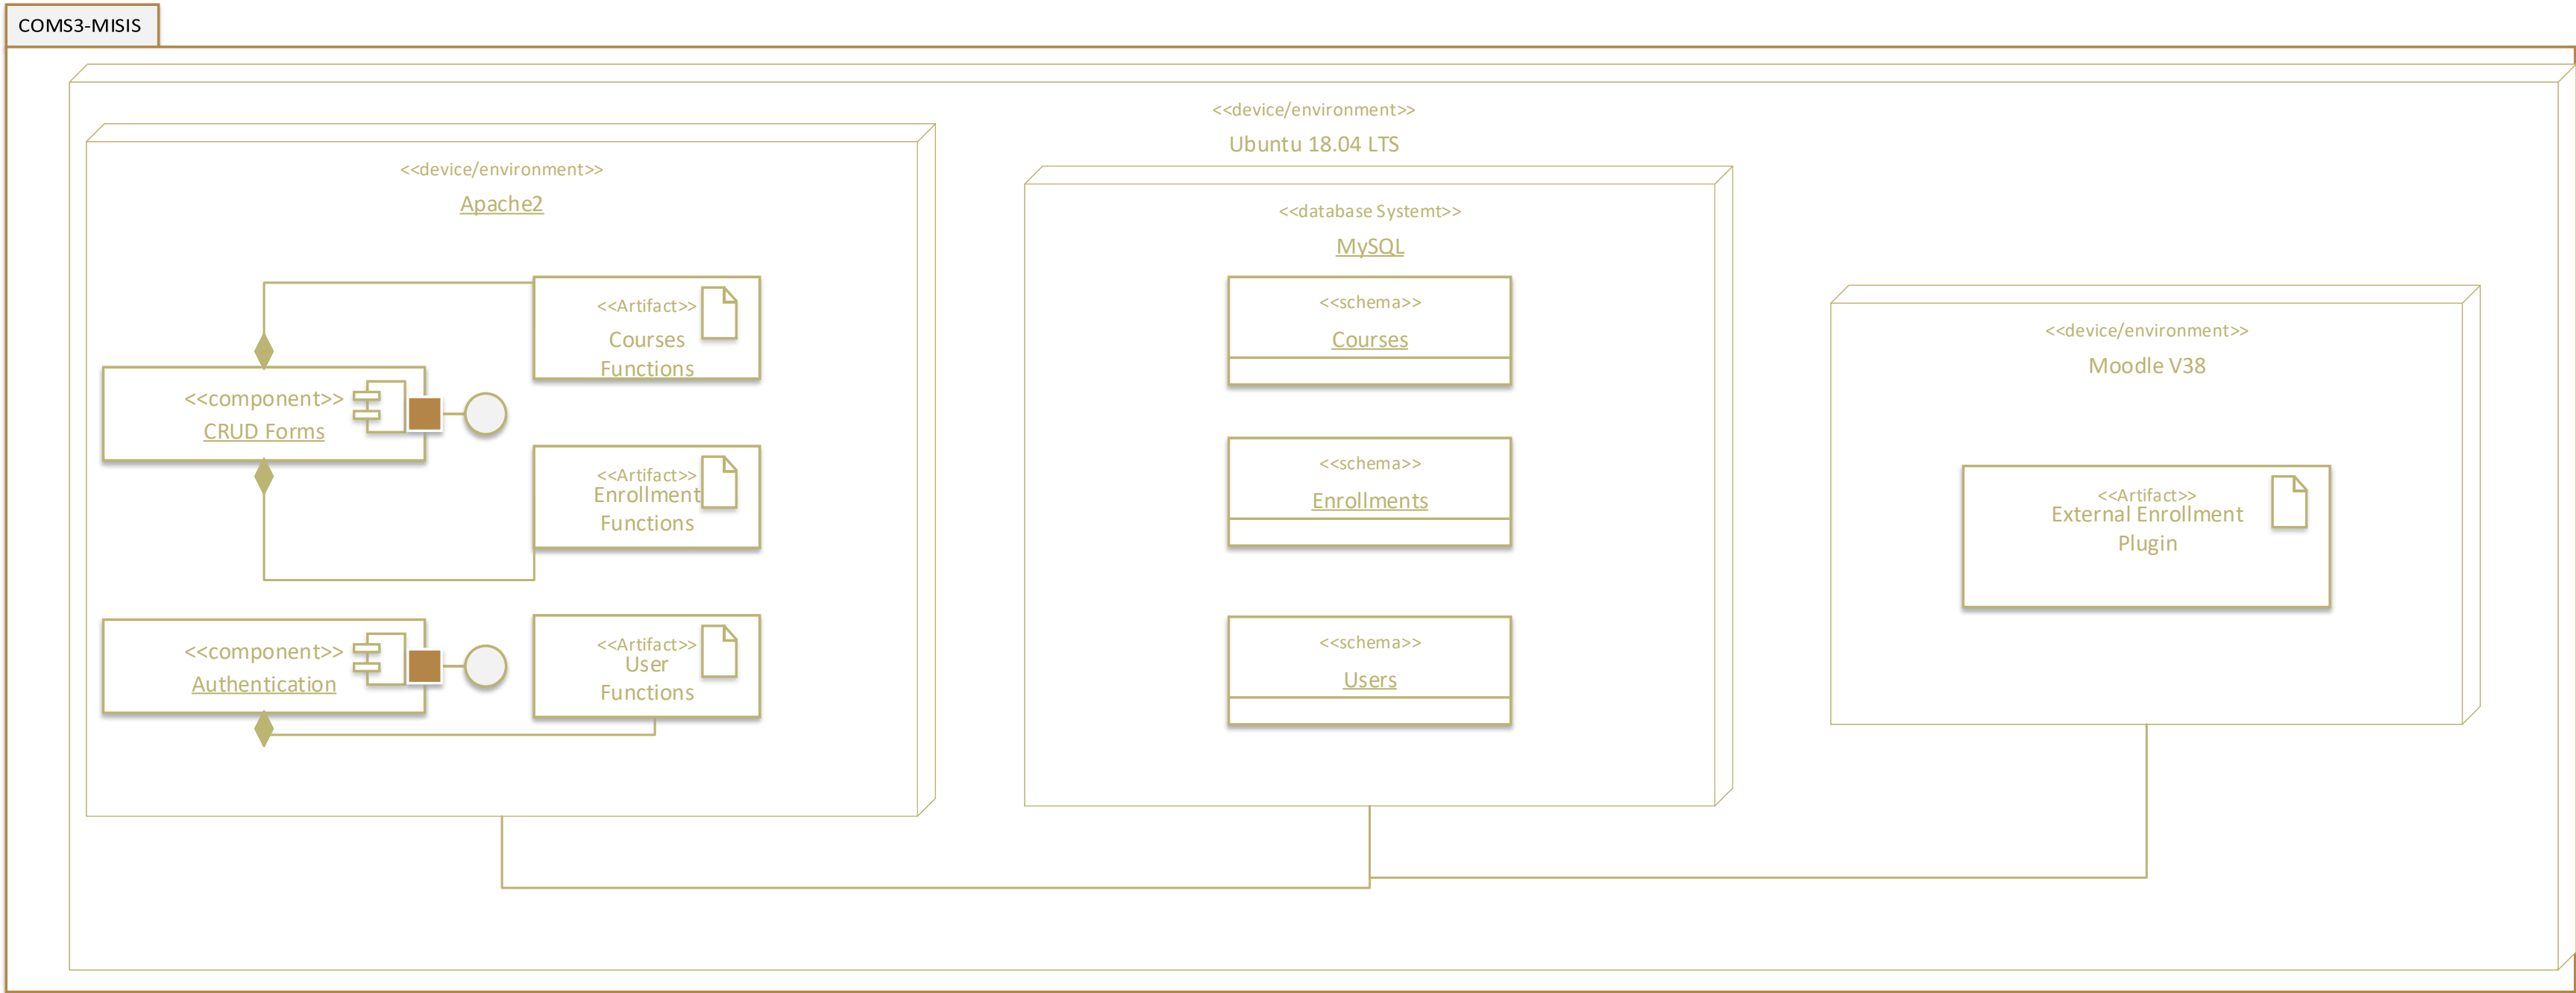 COMS3-MISIS
<<device/environment>>
Ubuntu 18.04 LTS
<<device/environment>>
Apache2
<<Artifact>>
Courses
Functions
<<component>>
CRUD Forms
<<Artifact>>
Enrollment
Functions
<<component>>
Authentication
<<Artifact>>
User
Functions
<<database Systemt>>
MySQL
<<schema>>
Courses
<<schema>>
Enrollments
<<schema>>
Users
<<device/environment>>
Moodle V38
<<Artifact>>
External Enrollment
Plugin